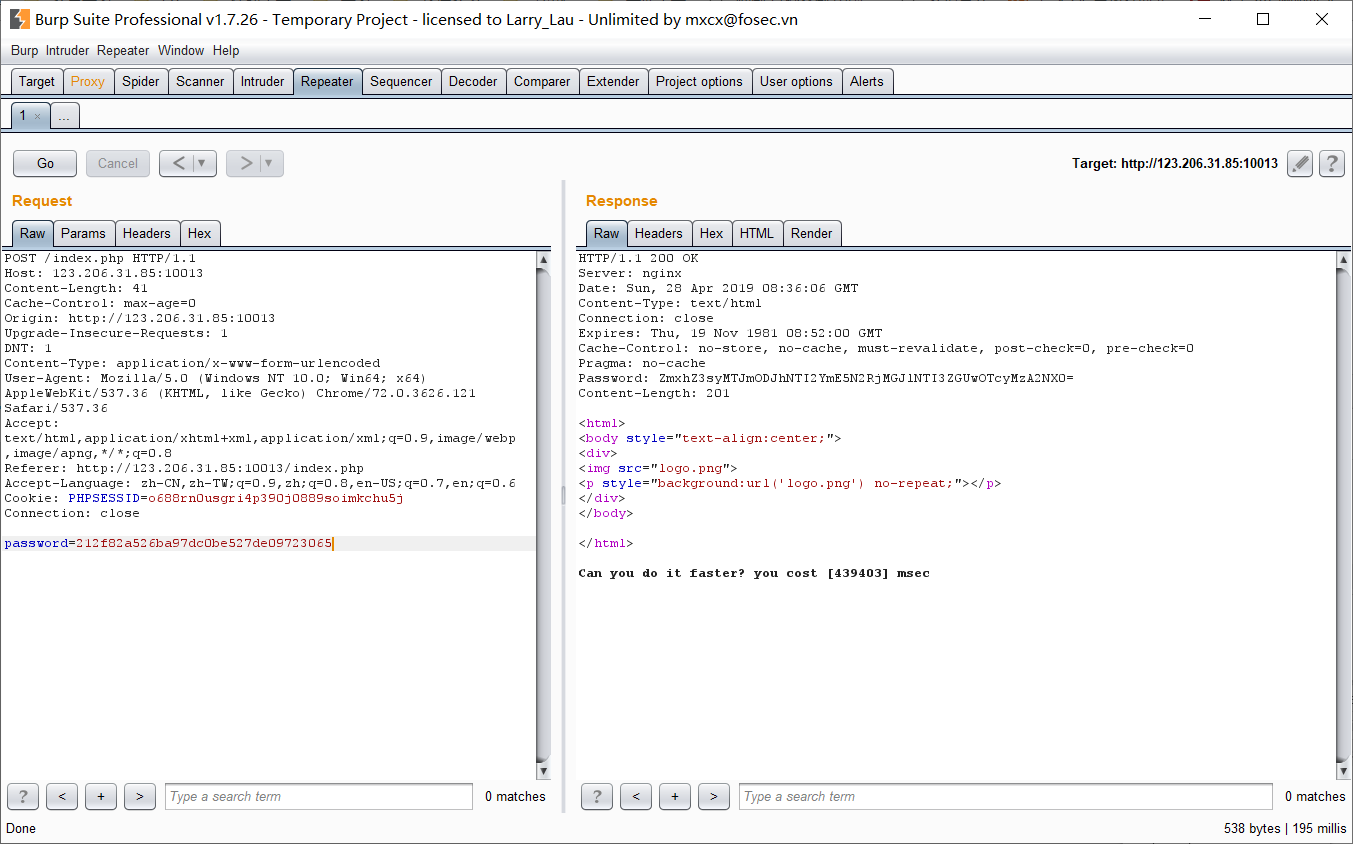 Burp Suite Professional v1.7.26 - Temporary Project - licensed to Larry_Lau - Unlimited by mxcx@fosec.vn
Burp Intruder Repeater Window Help
Target Proxy Spider Scanner Intruder Repeater Sequencer Decoder Comparer Extender Project options User options Alerts
1 × ...
Go Cancel < ▼ > ▼ Target: http://123.206.31.85:10013 ?
Request
Raw Params Headers Hex
POST /index.php HTTP/1.1
Host: 123.206.31.85:10013
Content-Length: 41
Cache-Control: max-age=0
Origin: http://123.206.31.85:10013
Upgrade-Insecure-Requests: 1
DNT: 1
Content-Type: application/x-www-form-urlencoded
User-Agent: Mozilla/5.0 (Windows NT 10.0; Win64; x64)
AppleWebKit/537.36 (KHTML, like Gecko) Chrome/72.0.3626.121
Safari/537.36
Accept:
text/html,application/xhtml+xml,application/xml;q=0.9,image/webp
,image/apng,*/*;q=0.8
Referer: http://123.206.31.85:10013/index.php
Accept-Language: zh-CN,zh-TW;q=0.9,zh;q=0.8,en-US;q=0.7,en;q=0.6
Cookie: PHPSESSID=o688rn0usgri4p390j0889soimkchu5j
Connection: close
password=212f82a526ba97dc0be527de09723065
? < + > Type a search term 0 matches
Response
Raw Headers Hex HTML Render
HTTP/1.1 200 OK
Server: nginx
Date: Sun, 28 Apr 2019 08:36:06 GMT
Content-Type: text/html
Connection: close
Expires: Thu, 19 Nov 1981 08:52:00 GMT
Cache-Control: no-store, no-cache, must-revalidate, post-check=0, pre-check=0
Pragma: no-cache
Password: ZmxhZ3syMTJmODJhNTI2YmE5N2RjMGJlNTI3ZGUwOTcyMzA2NX0=
Content-Length: 201
<html>
<body style="text-align:center;">
<div>
<img src="logo.png">
<p style="background:url('logo.png') no-repeat;"></p>
</div>
</body>
</html>
Can you do it faster? you cost [439403] msec
? < + > Type a search term 0 matches
Done 538 bytes | 195 millis